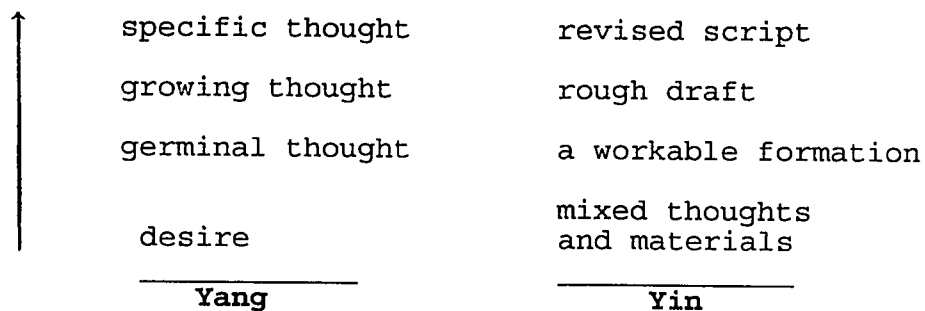 specific thought revised script
growing thought rough draft
germinal thought a workable formation
mixed thoughts
desire and materials
Yang Yin